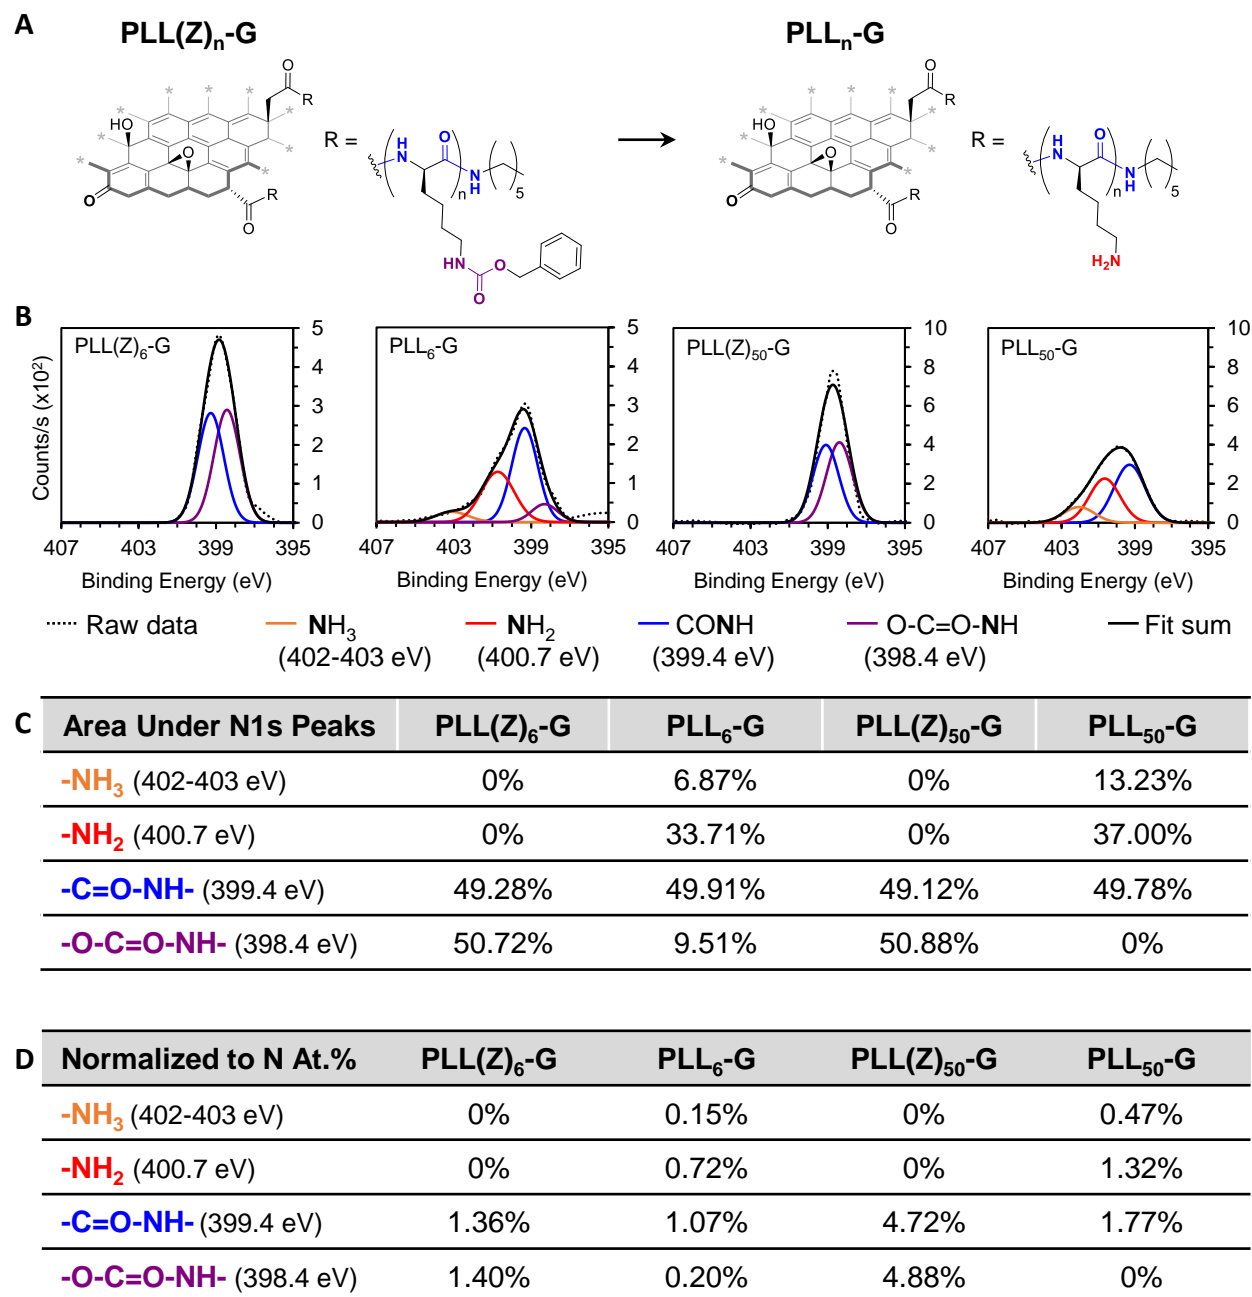 A
PLL(Z)n-G
PLLn-G
O
R
HO
O
O
R
O
R =
H
N
O
n
N
H
5
HN
O
O
O
R
HO
O
O
R
O
R =
H
N
O
n
N
H
5
H2N
B
PLL(Z)6-G
PLL6-G
PLL(Z)50-G
PLL50-G
Counts/s (x10²)
5
4
3
2
1
0
5
4
3
2
1
0
10
8
6
4
2
0
10
8
6
4
2
0
407 403 399 395
407 403 399 395
407 403 399 395
407 403 399 395
Binding Energy (eV)
Binding Energy (eV)
Binding Energy (eV)
Binding Energy (eV)
Raw data
NH3
(402-403 eV)
NH2
(400.7 eV)
CONH
(399.4 eV)
O-C=O-NH
(398.4 eV)
Fit sum
C
Area Under N1s Peaks PLL(Z)6-G PLL6-G PLL(Z)50-G PLL50-G
-NH3 (402-403 eV) 0% 6.87% 0% 13.23%
-NH2 (400.7 eV) 0% 33.71% 0% 37.00%
-C=O-NH- (399.4 eV) 49.28% 49.91% 49.12% 49.78%
-O-C=O-NH- (398.4 eV) 50.72% 9.51% 50.88% 0%
D
Normalized to N At.% PLL(Z)6-G PLL6-G PLL(Z)50-G PLL50-G
-NH3 (402-403 eV) 0% 0.15% 0% 0.47%
-NH2 (400.7 eV) 0% 0.72% 0% 1.32%
-C=O-NH- (399.4 eV) 1.36% 1.07% 4.72% 1.77%
-O-C=O-NH- (398.4 eV) 1.40% 0.20% 4.88% 0%